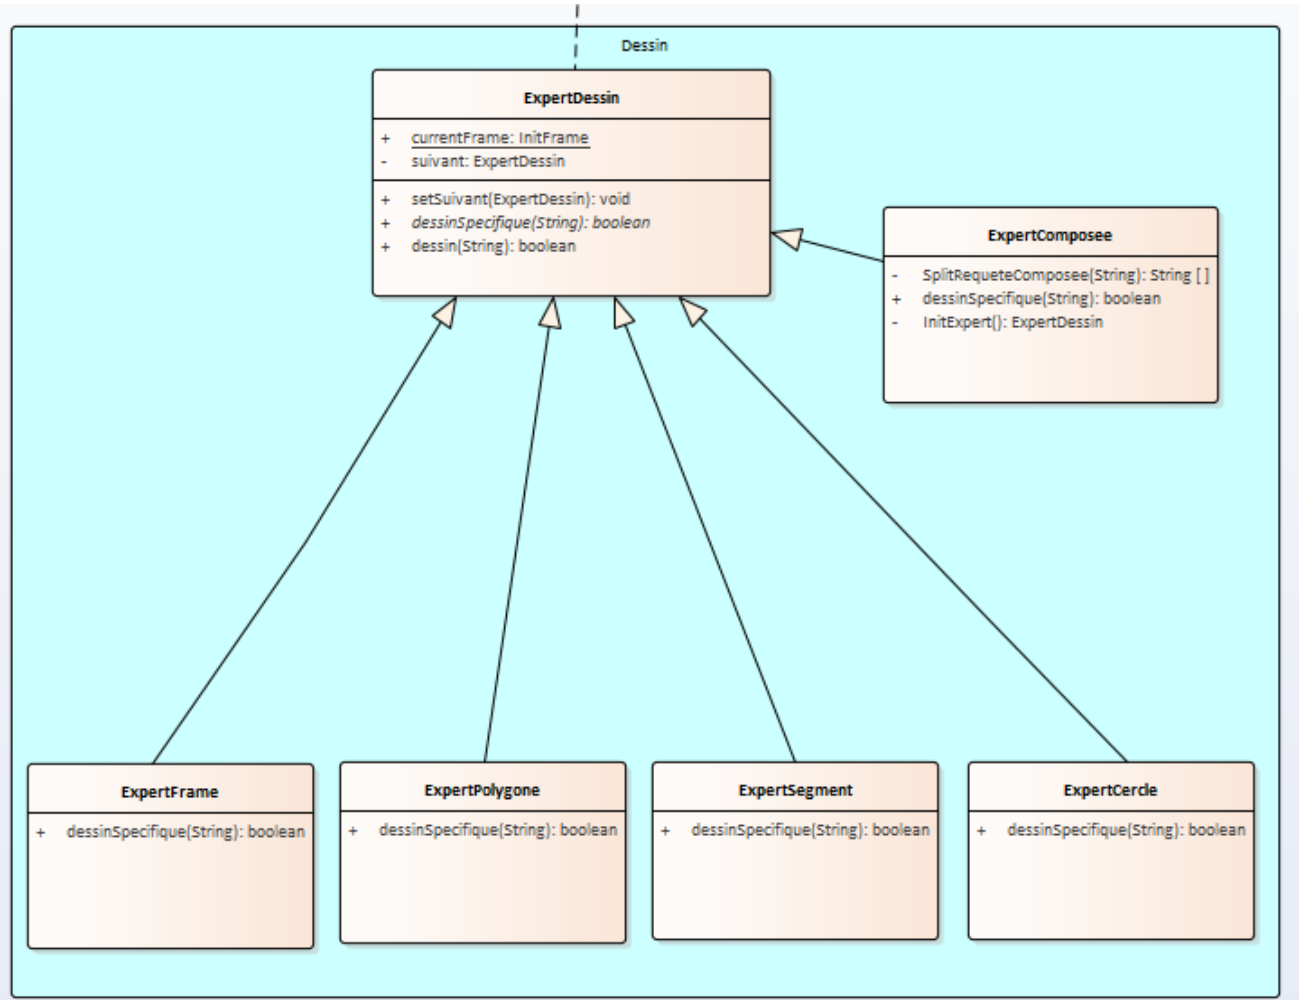 Dessin
ExpertDessin
+ currentFrame: InitFrame
- suivant: ExpertDessin
+ setSuivant(ExpertDessin): void
+ dessinSpecifique(String): boolean
+ dessin(String): boolean
ExpertComposee
- SplitRequeteComposee(String): String [ ]
+ dessinSpecifique(String): boolean
- InitExpert(): ExpertDessin
ExpertFrame
+ dessinSpecifique(String): boolean
ExpertPolygone
+ dessinSpecifique(String): boolean
ExpertSegment
+ dessinSpecifique(String): boolean
ExpertCercle
+ dessinSpecifique(String): boolean